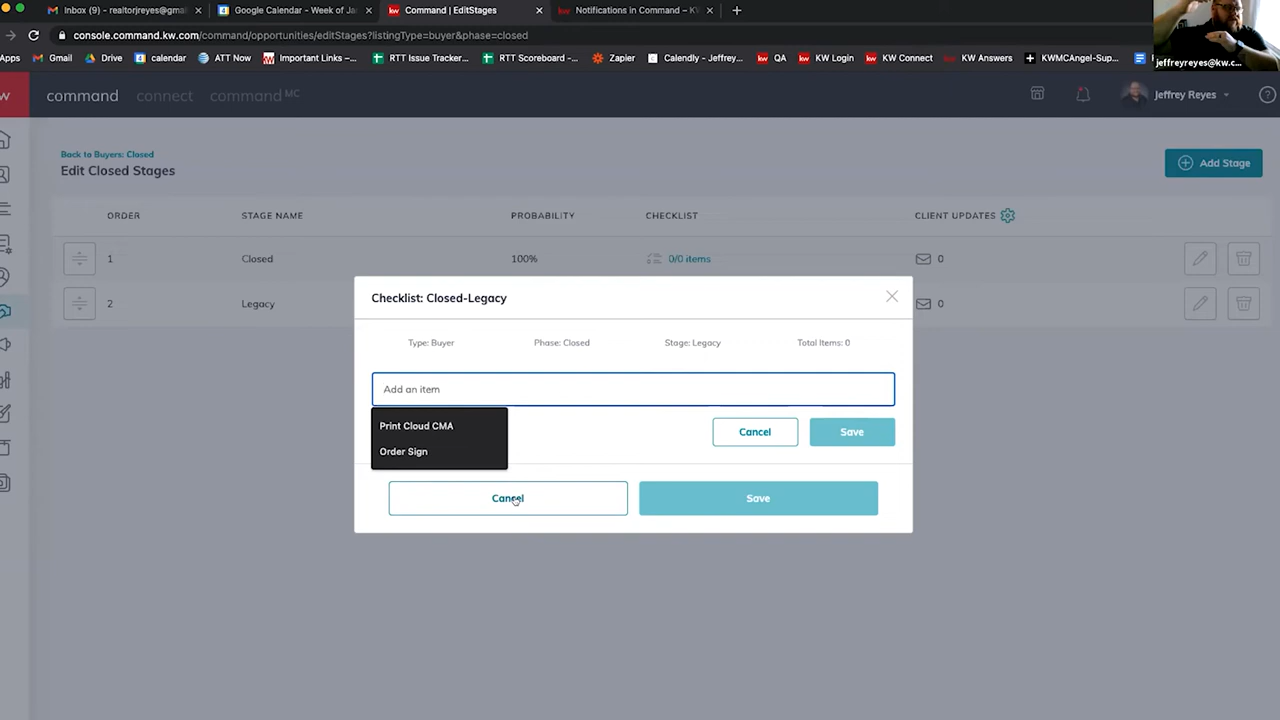 Inbox (9) - realtorjreyes@gmai
Google Calendar - Week of Ja
Command | EditStages
Notifications in Command – KW
console.command.kw.com/command/opportunities/editStages?listingType=buyer&phase=closed
Apps
Gmail
Drive
calendar
ATT Now
Important Links –...
RTT Issue Tracker...
RTT Scoreboard -...
Zapier
Calendly - Jeffrey...
QA
KW Login
KW Connect
KW Answers
KWMCAngel-Sup...
jeffreyreyes@kw.c...
kw
command
connect
command MC
Jeffrey Reyes
Back to Buyers: Closed
Edit Closed Stages
Add Stage
ORDER STAGE NAME PROBABILITY CHECKLIST CLIENT UPDATES
1 Closed 100% 0/0 items 0
2 Legacy 0
Checklist: Closed-Legacy
Type: Buyer Phase: Closed Stage: Legacy Total Items: 0
Add an item
Print Cloud CMA
Order Sign
Cancel Save
Cancel Save